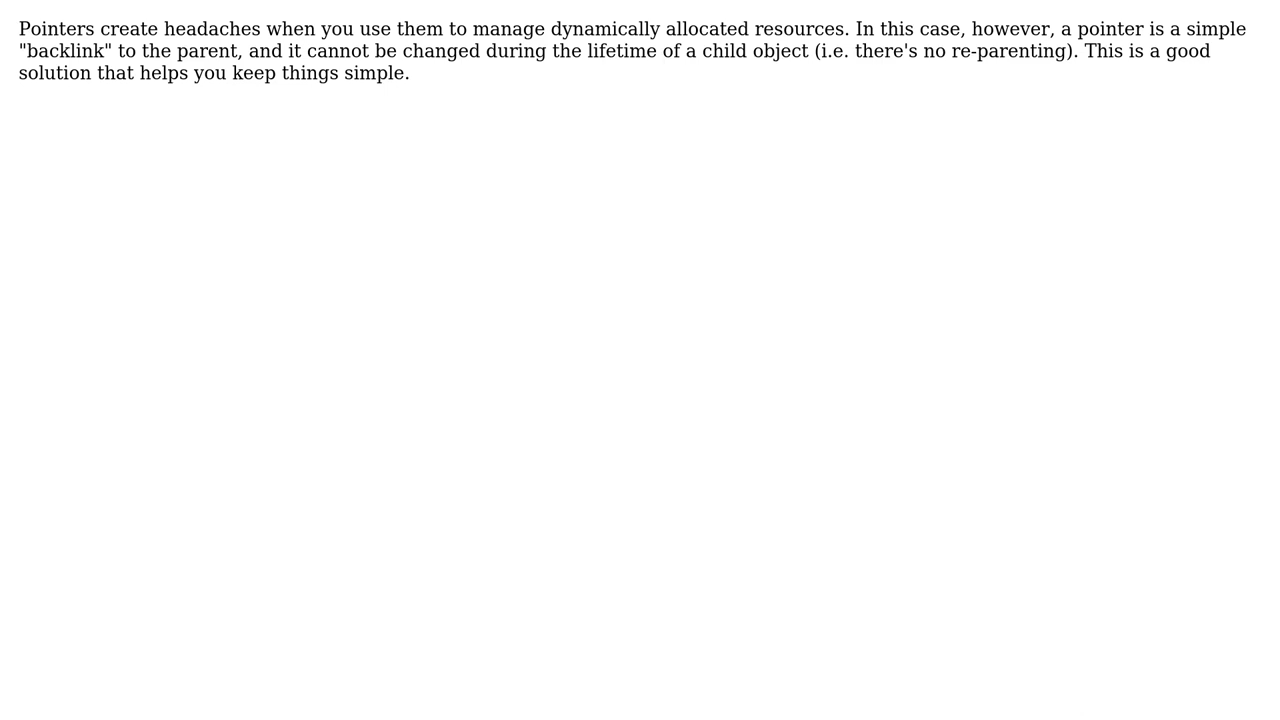 Pointers create headaches when you use them to manage dynamically allocated resources. In this case, however, a pointer is a simple
"backlink" to the parent, and it cannot be changed during the lifetime of a child object (i.e. there's no re-parenting). This is a good
solution that helps you keep things simple.